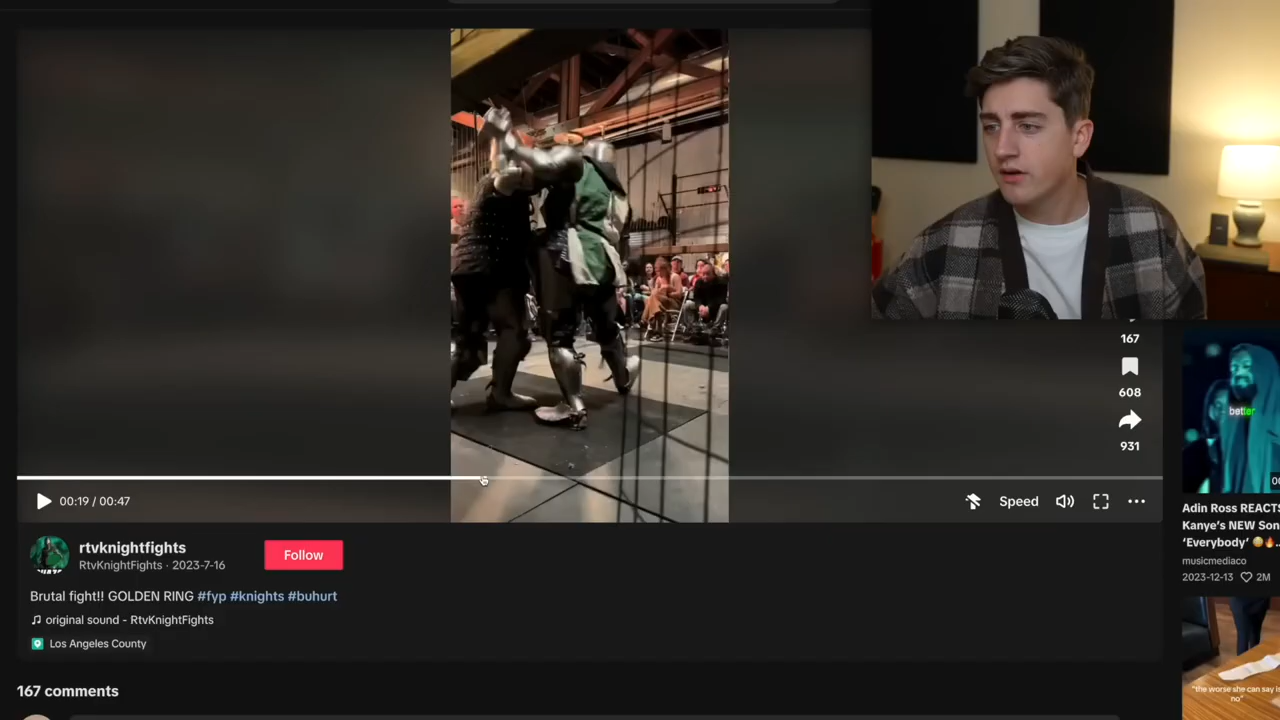 167
608
931
00:19 / 00:47
Speed
rtvknightfights
RtvKnightFights · 2023-7-16
Follow
Brutal fight!! GOLDEN RING #fyp #knights #buhurt
original sound - RtvKnightFights
Los Angeles County
167 comments
better
Adin Ross REACTS
Kanye's NEW Son
'Everybody' 😳🔥...
musicmediaco
2023-12-13 2M
"the worse she can say is
no"